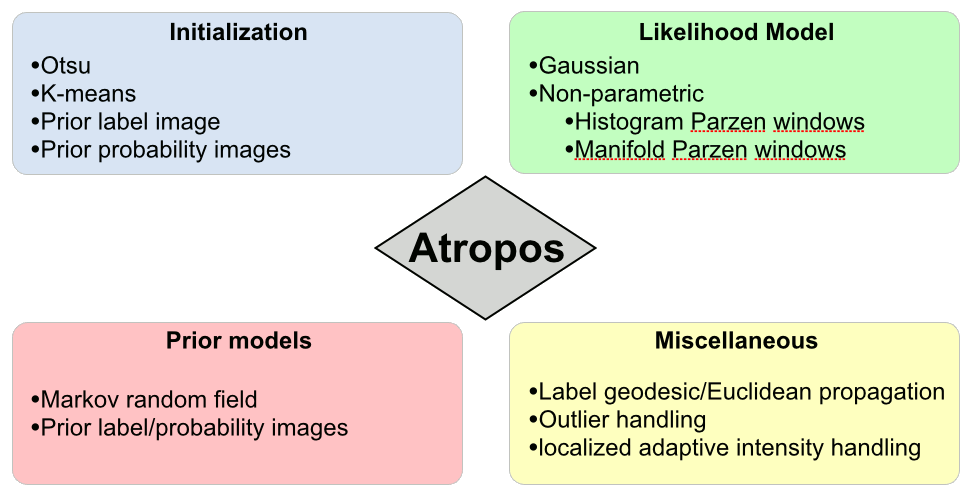 Initialization
•Otsu
•K-means
•Prior label image
•Prior probability images
Likelihood Model
•Gaussian
•Non-parametric
•Histogram Parzen windows
•Manifold Parzen windows
Atropos
Prior models
•Markov random field
•Prior label/probability images
Miscellaneous
•Label geodesic/Euclidean propagation
•Outlier handling
•localized adaptive intensity handling